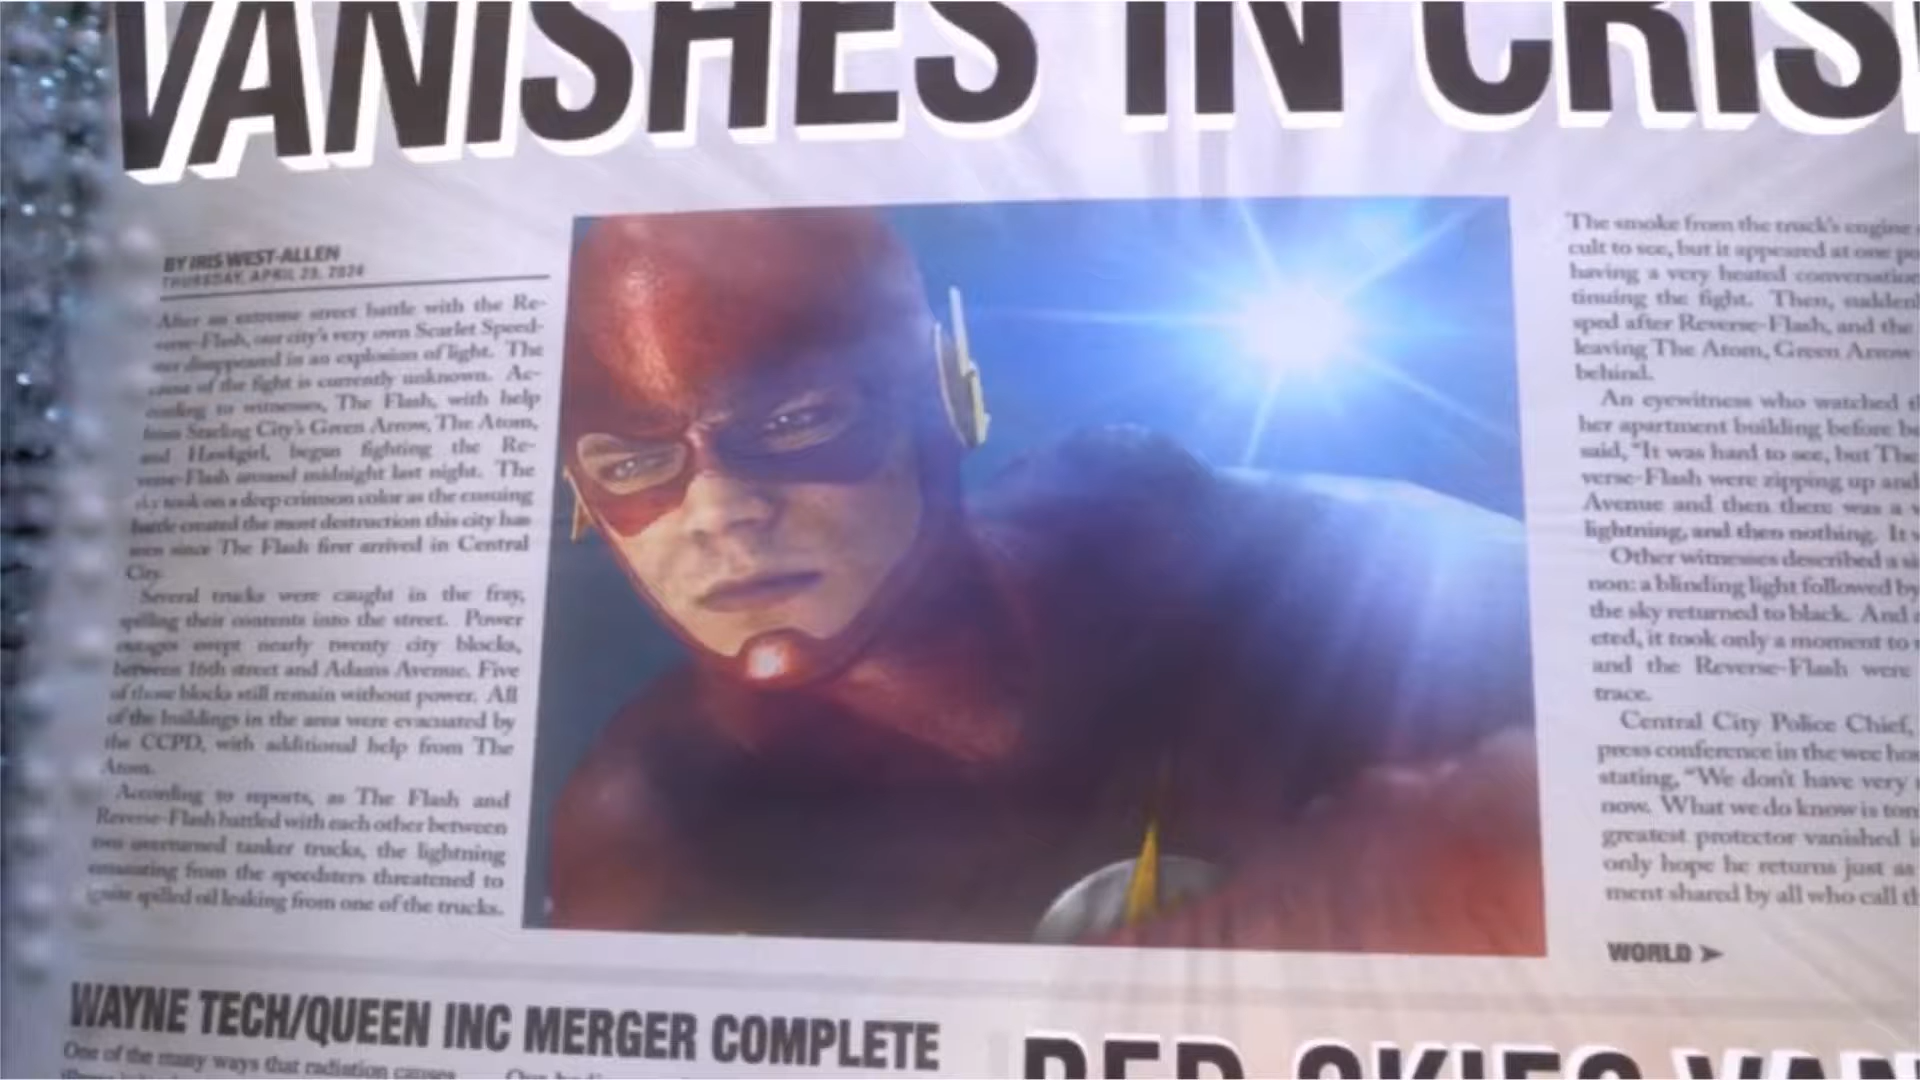 VANISHES IN CRIS
BY IRIS WEST-ALLEN
THURSDAY, APRIL 25, 2024
After an extreme street battle with the Re-
verse-Flash, our city's very own Scarlet Speed-
ster disappeared in an explosion of light. The
cause of the fight is currently unknown. Ac-
cording to witnesses, The Flash, with help
from Starling City's Green Arrow, The Atom,
and Hawkgirl, began fighting the Re-
verse-Flash around midnight last night. The
sky took on a deep crimson color as the ensuing
battle created the most destruction this city has
seen since The Flash first arrived in Central
City.
Several trucks were caught in the fray,
spilling their contents into the street. Power
outages swept nearly twenty city blocks,
between 16th street and Adams Avenue. Five
of those blocks still remain without power. All
of the buildings in the area were evacuated by
the CCPD, with additional help from The
Atom.
According to reports, as The Flash and
Reverse-Flash battled with each other between
two overturned tanker trucks, the lightning
emanating from the speedsters threatened to
ignite spilled oil leaking from one of the trucks.
The smoke from the truck's engine
cult to see, but it appeared at one po
having a very heated conversation
tinuing the fight. Then, sudden
sped after Reverse-Flash, and the
leaving The Atom, Green Arrow
behind.
An eyewitness who watched
her apartment building before be
said, "It was hard to see, but The
verse-Flash were zipping up and
Avenue and then there was a
lightning, and then nothing. It
Other witnesses described a si
non: a blinding light followed by
the sky returned to black. And
eted, it took only a moment to
and the Reverse-Flash were
trace.
Central City Police Chief,
press conference in the wee ho
stating, "We don't have very
now. What we do know is ton
greatest protector vanished i
only hope he returns just as
ment shared by all who call th
WORLD ➤
WAYNE TECH/QUEEN INC MERGER COMPLETE
One of the many ways that radiation causes
RED SKIES VAN